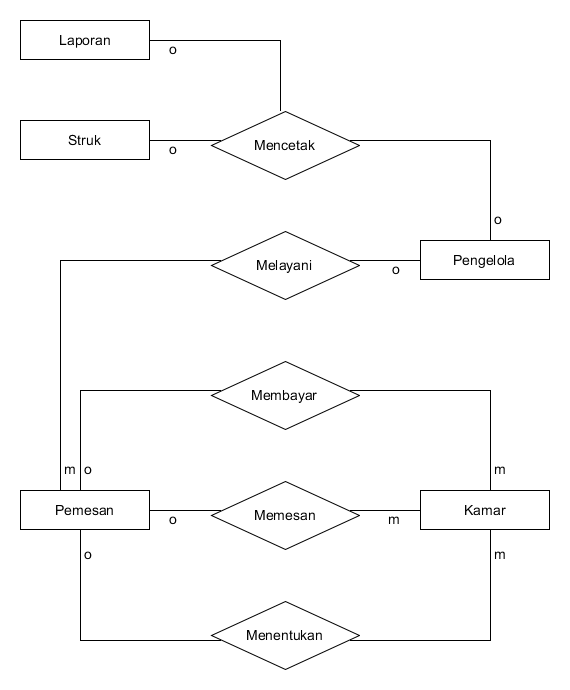 Laporan
o
Struk
o
Mencetak
o
Melayani
o
Pengelola
Membayar
m
o
m
Pemesan
o
Memesan
m
Kamar
o
m
Menentukan